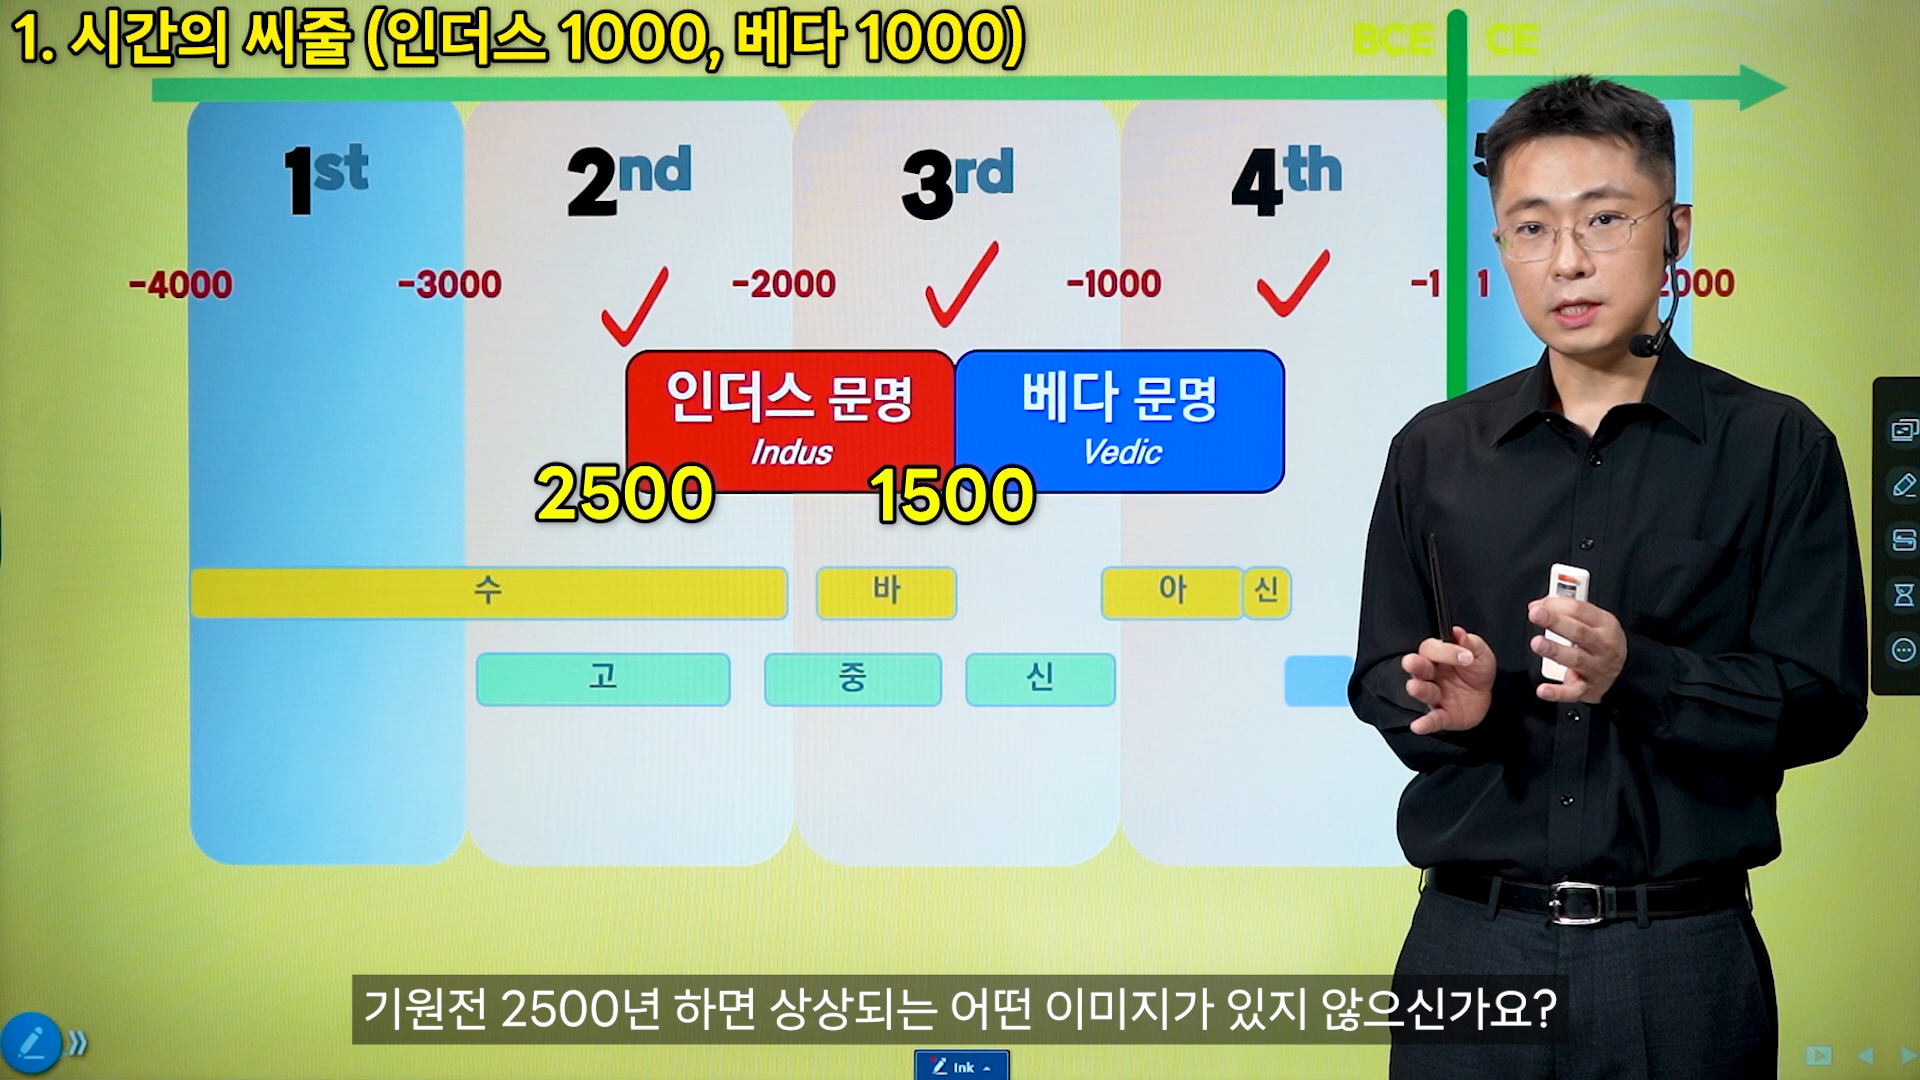 1. 시간의 씨줄 (인더스 1000, 베다 1000)
BCE CE
1st 2nd 3rd 4th 5
-4000 -3000 -2000 -1000 -1 1 2000
인더스 문명 베다 문명
Indus Vedic
2500 1500
수 바 아 신
고 중 신
기원전 2500년 하면 상상되는 어떤 이미지가 있지 않으신가요?
Ink